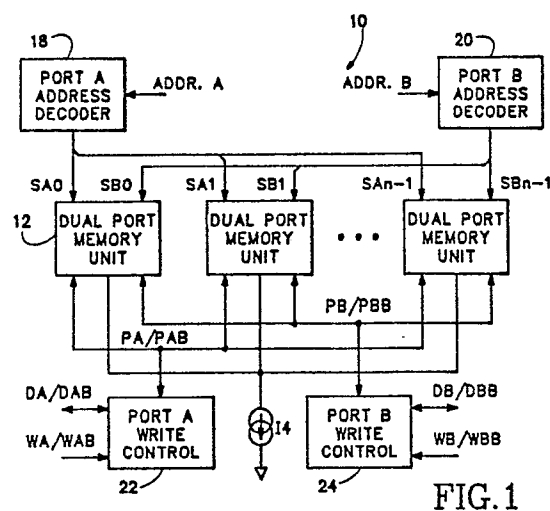 18
10
20
PORT A
ADDRESS
DECODER
ADDR. A
ADDR. B
PORT B
ADDRESS
DECODER
SA0
SB0
SA1
SB1
SAn-1
SBn-1
12
DUAL PORT
MEMORY
UNIT
DUAL PORT
MEMORY
UNIT
DUAL PORT
MEMORY
UNIT
PA/PAB
PB/PBB
DA/DAB
WA/WAB
PORT A
WRITE
CONTROL
22
I4
PORT B
WRITE
CONTROL
24
DB/DBB
WB/WBB
FIG.1